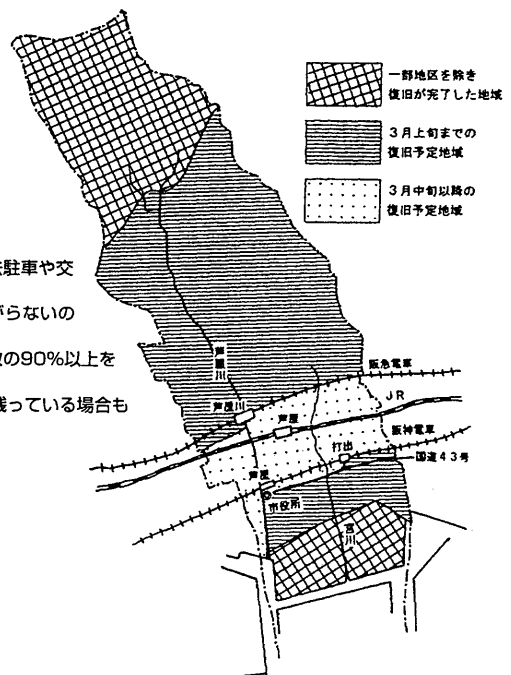 一部地区を除き
復旧が完了した地域
3月上旬までの
復旧予定地域
3月中旬以降の
復旧予定地域
駐車や交
がらないの
数の90%以上を
残っている場合も
芦屋川
阪急電車
芦屋川
JR
芦屋
阪神電車
打出
国道43号
芦屋
市役所
宮川